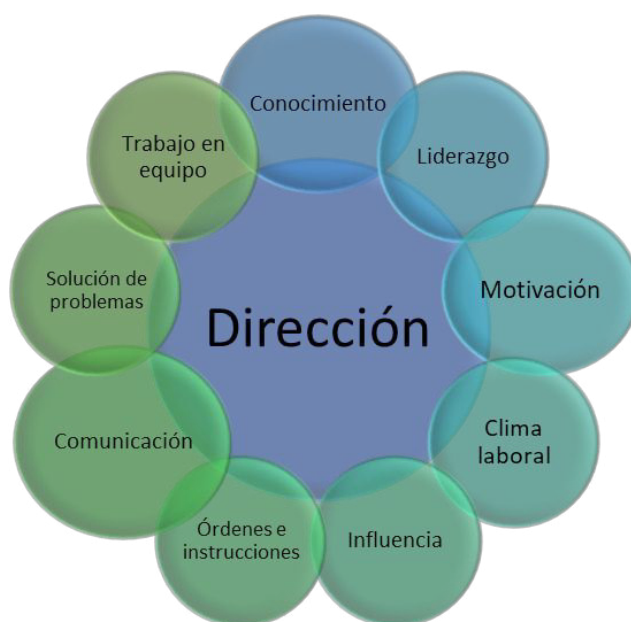 Conocimiento
Liderazgo
Motivación
Clima
laboral
Influencia
Órdenes e
instrucciones
Comunicación
Solución de
problemas
Trabajo en
equipo
Dirección